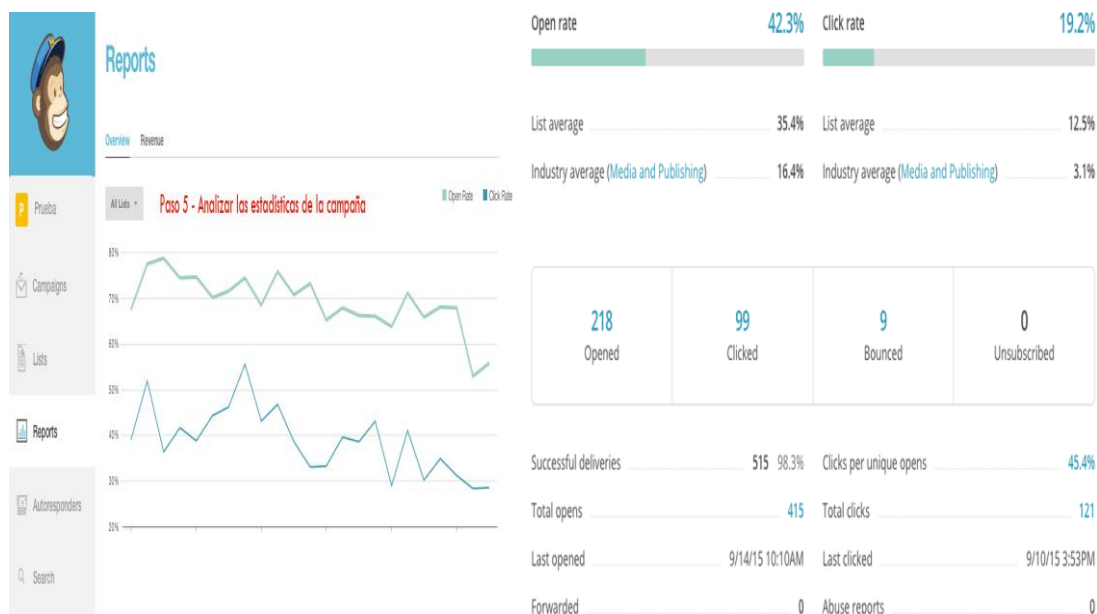 Reports
Overview Revenue
All Lists
Paso 5 - Analizar las estadísticas de la campaña
Open Rate Click Rate
80%
70%
60%
50%
40%
30%
20%
P Prueba
Campaigns
Lists
Reports
Autoresponders
Search
Open rate 42.3%
List average 35.4%
Industry average (Media and Publishing) 16.4%
Click rate 19.2%
List average 12.5%
Industry average (Media and Publishing) 3.1%
218 Opened
99 Clicked
9 Bounced
0 Unsubscribed
Successful deliveries 515 98.3%
Clicks per unique opens 45.4%
Total opens 415
Total clicks 121
Last opened 9/14/15 10:10AM
Last clicked 9/10/15 3:53PM
Forwarded 0
Abuse reports 0